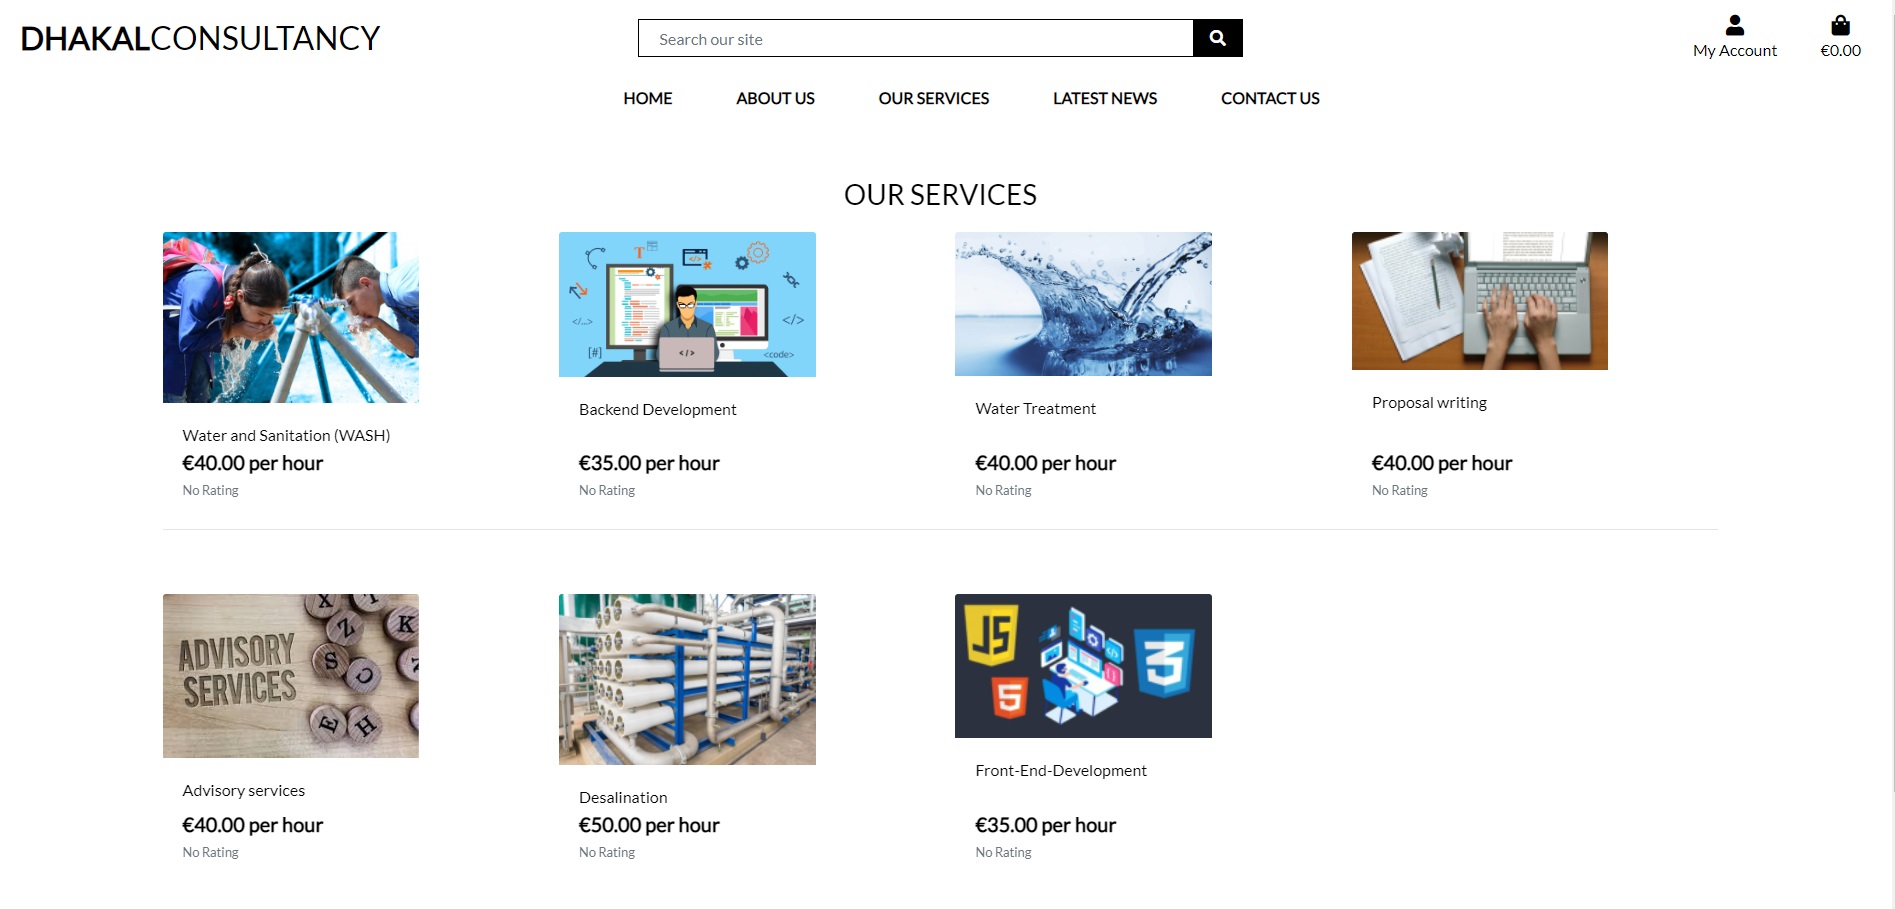 DHAKALCONSULTANCY
Search our site
My Account
€0.00
HOME ABOUT US OUR SERVICES LATEST NEWS CONTACT US
OUR SERVICES
T
</>
</...>
</>
[#]
</>
<code>
Water and Sanitation (WASH)
€40.00 per hour
No Rating
Backend Development
€35.00 per hour
No Rating
Water Treatment
€40.00 per hour
No Rating
Proposal writing
€40.00 per hour
No Rating
ADVISORY
SERVICES
X
Z
K
S
C
E
H
Advisory services
€40.00 per hour
No Rating
Desalination
€50.00 per hour
No Rating
JS
5
3
Front-End-Development
€35.00 per hour
No Rating